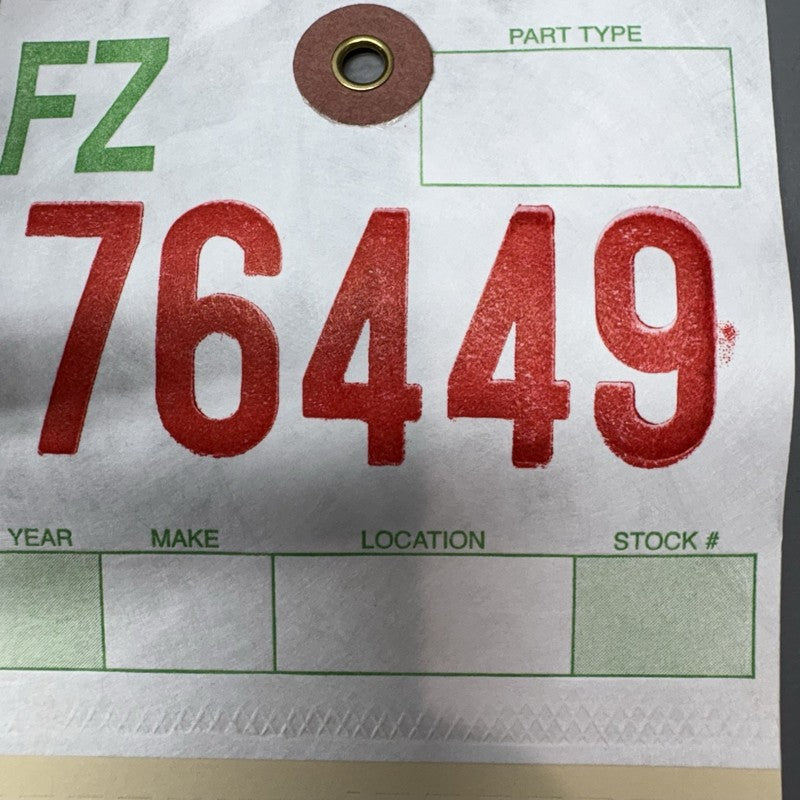 PART TYPE
FZ
76449
YEAR MAKE LOCATION STOCK #